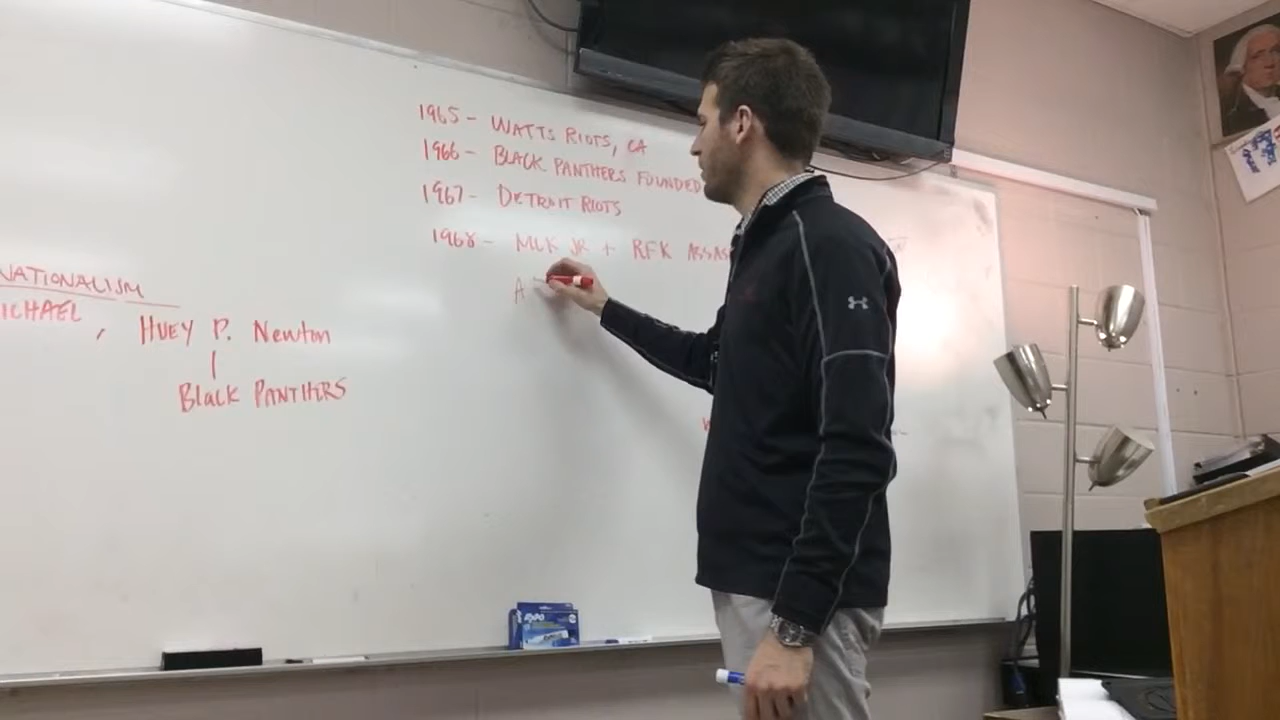 1965 - WATTS RIOTS, CA
1966 - BLACK PANTHERS FOUNDED
1967 - DETROIT RIOTS
1968 - MLK JR + RFK ASSAS
A
NATIONALISM
ICHAEL, HUEY P. Newton
Black PANTHERS
EXPO